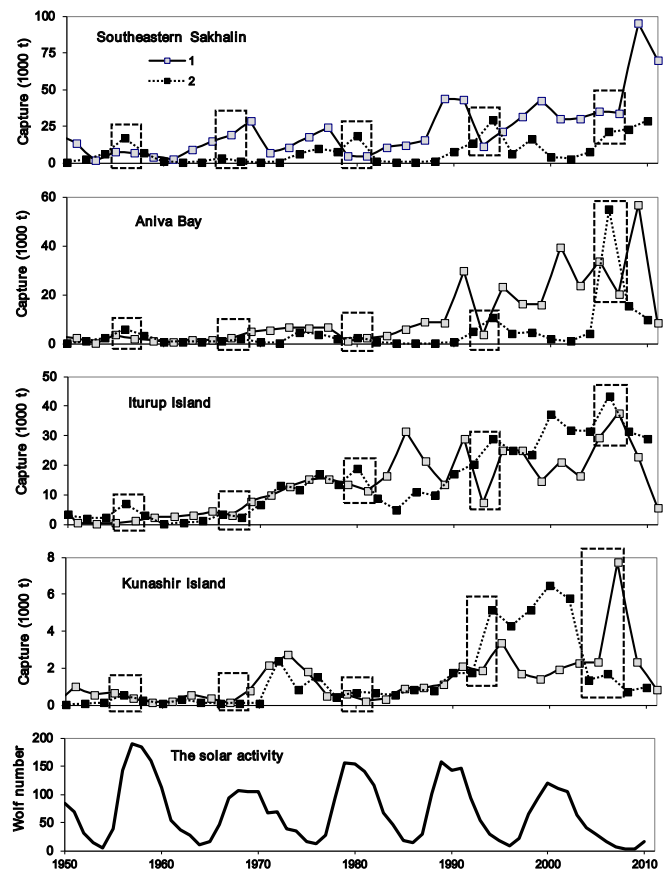 Southeastern Sakhalin
1
2
Capture (1000 t)
100
75
50
25
0
Aniva Bay
Capture (1000 t)
60
40
20
0
Iturup Island
Capture (1000 t)
50
40
30
20
10
0
Kunashir Island
Capture (1000 t)
8
6
4
2
0
The solar activity
Wolf number
200
150
100
50
0
1950 1960 1970 1980 1990 2000 2010